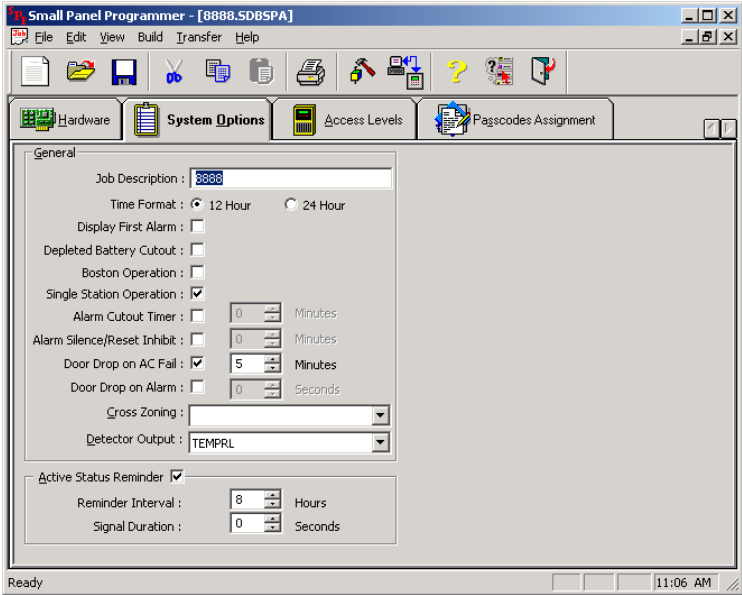 Small Panel Programmer - [8888.SDBSPA]
File Edit View Build Transfer Help
Hardware System Options Access Levels Passcodes Assignment
General
Job Description : 8888
Time Format : 12 Hour 24 Hour
Display First Alarm :
Depleted Battery Cutout :
Boston Operation :
Single Station Operation :
Alarm Cutout Timer : 0 Minutes
Alarm Silence/Reset Inhibit : 0 Minutes
Door Drop on AC Fail : 5 Minutes
Door Drop on Alarm : 0 Seconds
Cross Zoning :
Detector Output : TEMPRL
Active Status Reminder
Reminder Interval : 8 Hours
Signal Duration : 0 Seconds
Ready 11:06 AM